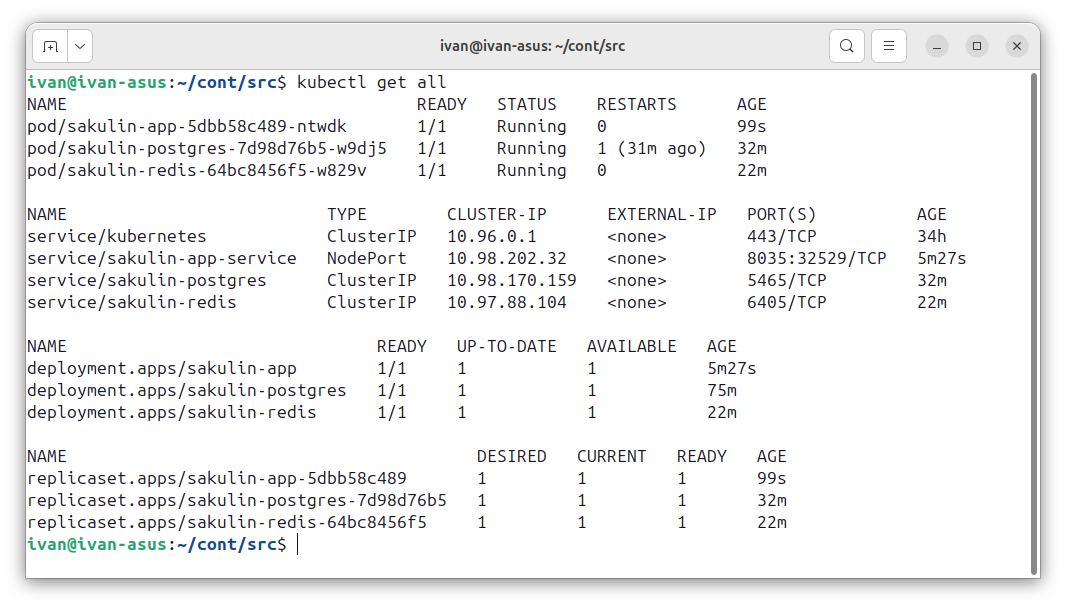 ivan@ivan-asus: ~/cont/src
ivan@ivan-asus:~/cont/src$ kubectl get all
NAME READY STATUS RESTARTS AGE
pod/sakulin-app-5dbb58c489-ntwdk 1/1 Running 0 99s
pod/sakulin-postgres-7d98d76b5-w9dj5 1/1 Running 1 (31m ago) 32m
pod/sakulin-redis-64bc8456f5-w829v 1/1 Running 0 22m
NAME TYPE CLUSTER-IP EXTERNAL-IP PORT(S) AGE
service/kubernetes ClusterIP 10.96.0.1 <none> 443/TCP 34h
service/sakulin-app-service NodePort 10.98.202.32 <none> 8035:32529/TCP 5m27s
service/sakulin-postgres ClusterIP 10.98.170.159 <none> 5465/TCP 32m
service/sakulin-redis ClusterIP 10.97.88.104 <none> 6405/TCP 22m
NAME READY UP-TO-DATE AVAILABLE AGE
deployment.apps/sakulin-app 1/1 1 1 5m27s
deployment.apps/sakulin-postgres 1/1 1 1 75m
deployment.apps/sakulin-redis 1/1 1 1 22m
NAME DESIRED CURRENT READY AGE
replicaset.apps/sakulin-app-5dbb58c489 1 1 1 99s
replicaset.apps/sakulin-postgres-7d98d76b5 1 1 1 32m
replicaset.apps/sakulin-redis-64bc8456f5 1 1 1 22m
ivan@ivan-asus:~/cont/src$